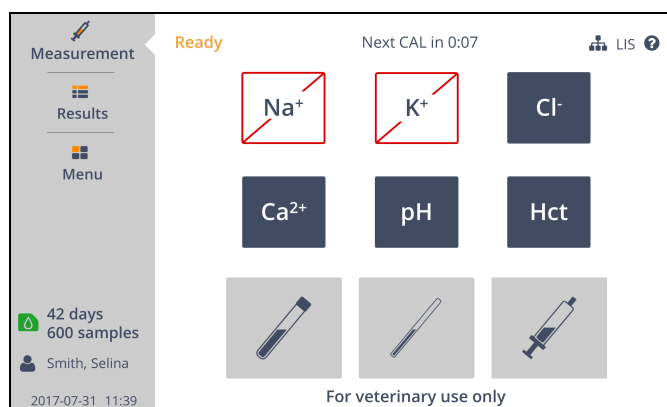 Measurement
Results
Menu
42 days
600 samples
Smith, Selina
2017-07-31 11:39
Ready
Next CAL in 0:07
LIS ?
Na⁺
K⁺
Cl⁻
Ca²⁺
pH
Hct
For veterinary use only